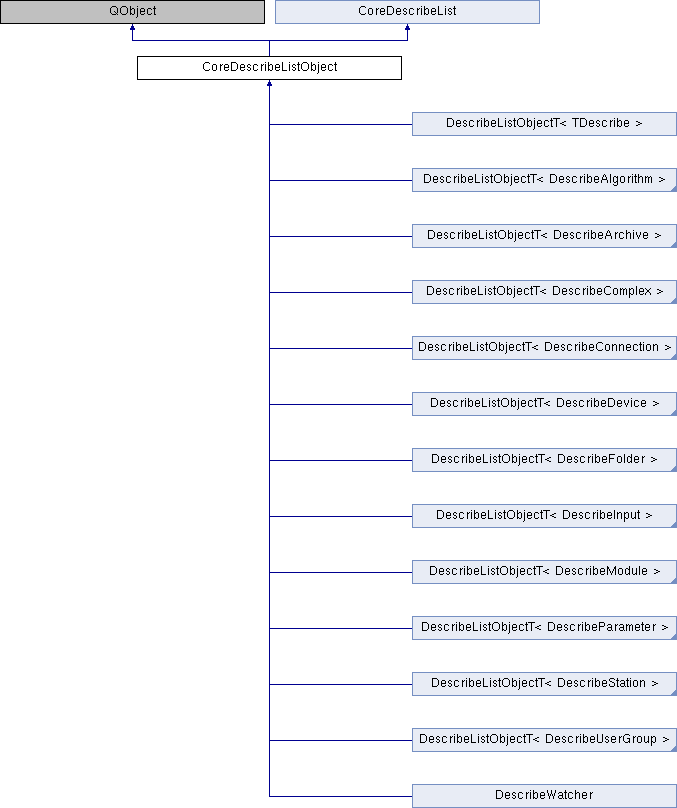 QObject
CoreDescribeList
CoreDescribeListObject
DescribeListObjectT< TDescribe >
DescribeListObjectT< DescribeAlgorithm >
DescribeListObjectT< DescribeArchive >
DescribeListObjectT< DescribeComplex >
DescribeListObjectT< DescribeConnection >
DescribeListObjectT< DescribeDevice >
DescribeListObjectT< DescribeFolder >
DescribeListObjectT< DescribeInput >
DescribeListObjectT< DescribeModule >
DescribeListObjectT< DescribeParameter >
DescribeListObjectT< DescribeStation >
DescribeListObjectT< DescribeUserGroup >
DescribeWatcher